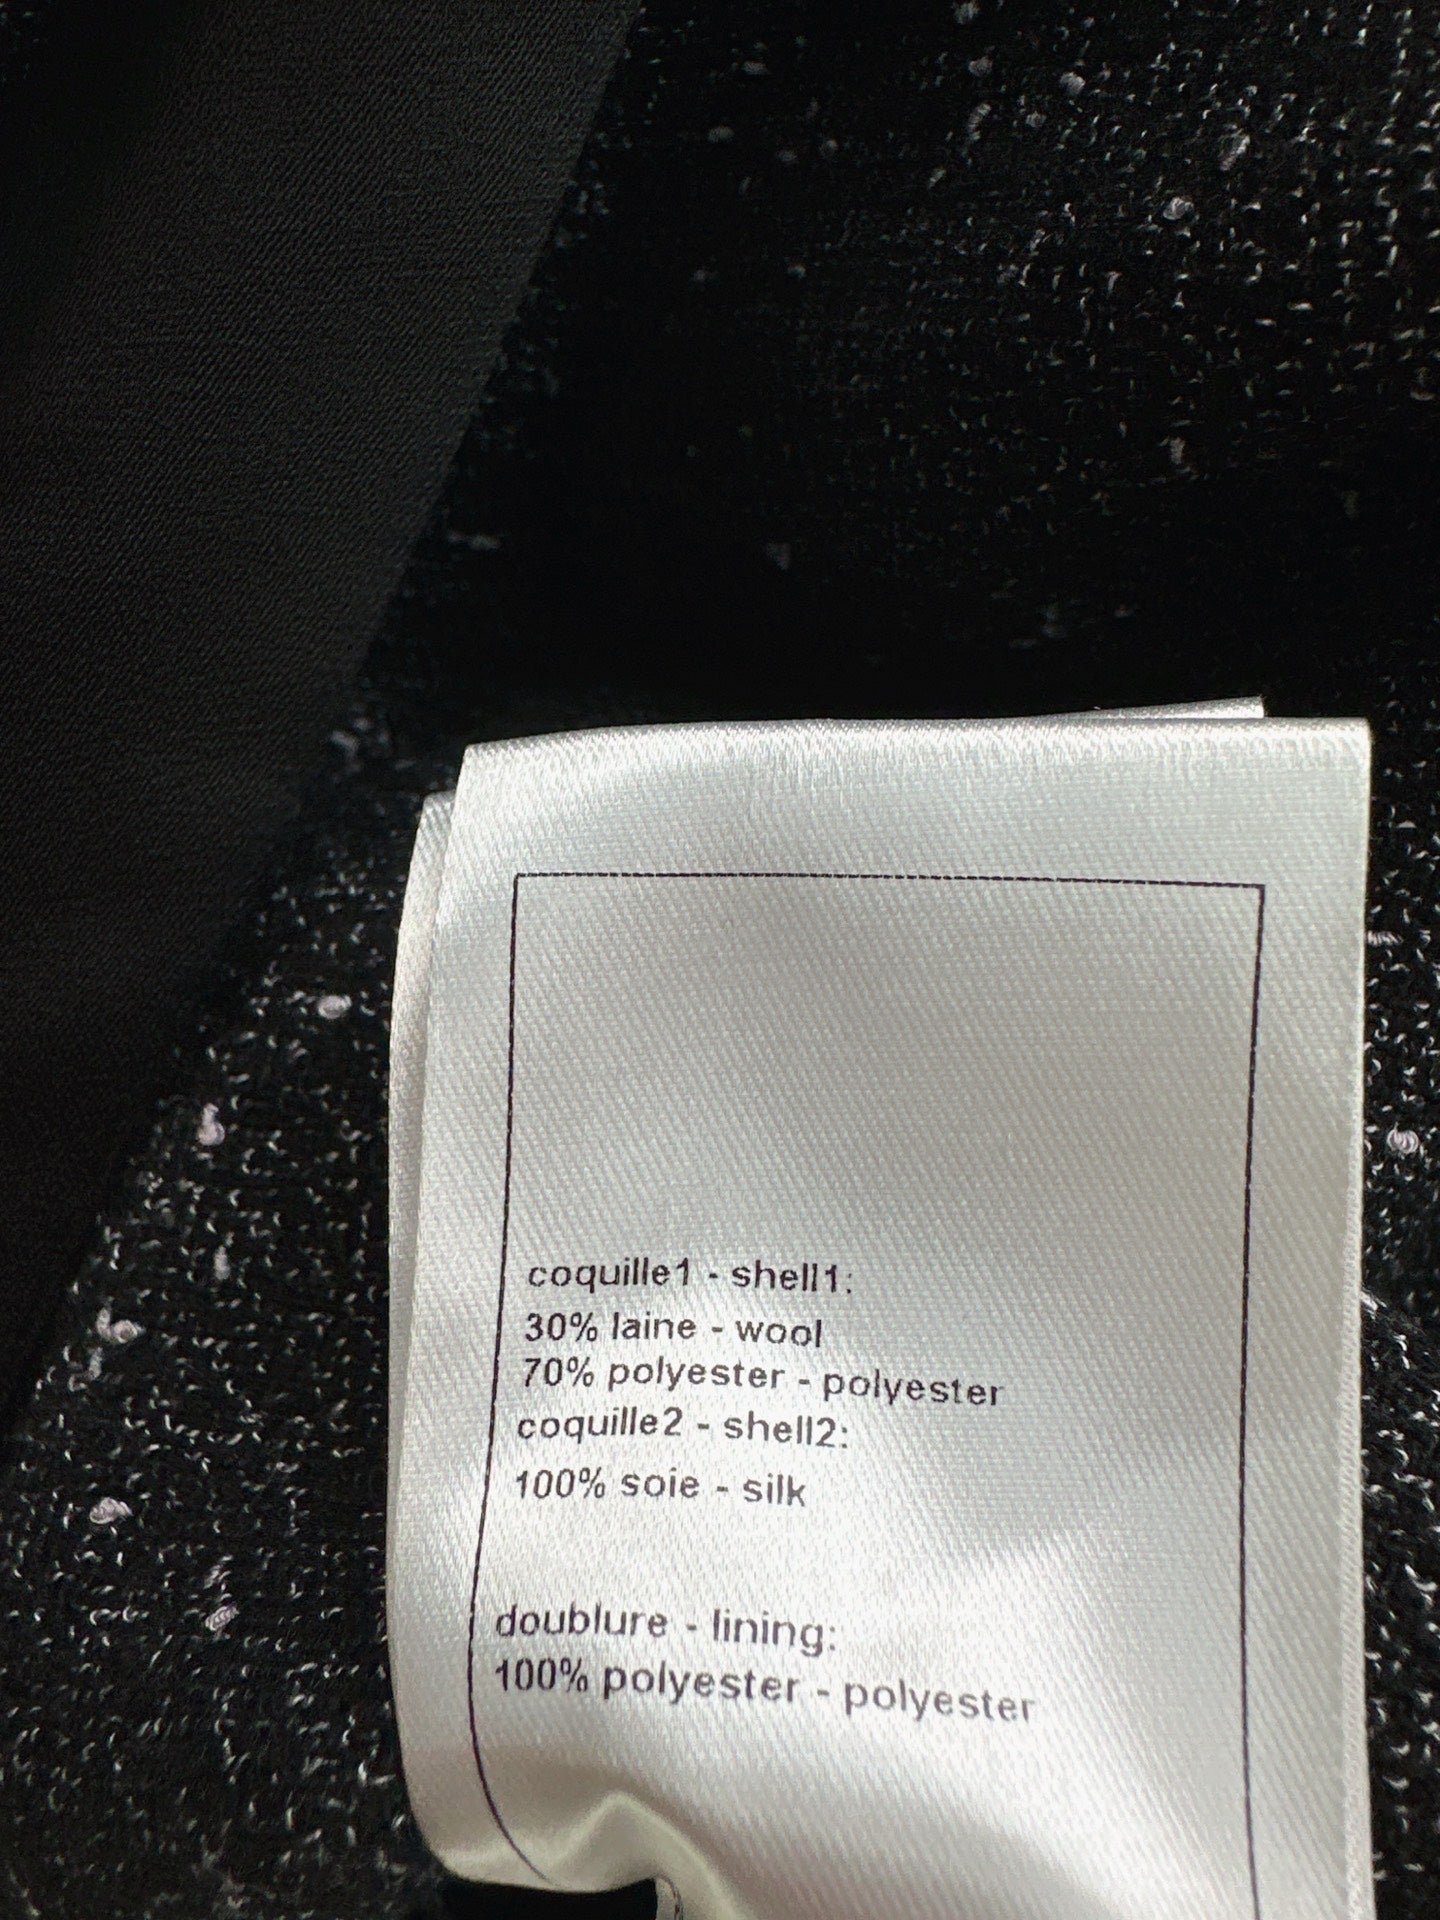 coquille1 - shell1:
30% laine - wool
70% polyester - polyester
coquille2 - shell2:
100% soie - silk
doublure - lining:
100% polyester - polyester